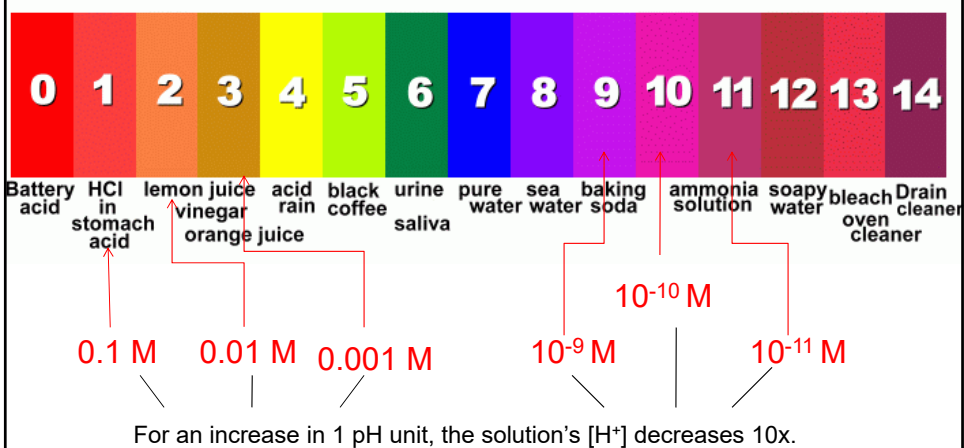 0 1 2 3 4 5 6 7 8 9 10 11 12 13 14
Battery acid
HCl in stomach acid
lemon juice
vinegar
orange juice
acid rain
black coffee
urine
saliva
pure water
sea water
baking soda
ammonia solution
soapy water
bleach
oven cleaner
Drain cleaner
10⁻¹⁰ M
0.1 M 0.01 M 0.001 M 10⁻⁹ M 10⁻¹¹ M
For an increase in 1 pH unit, the solution's [H⁺] decreases 10x.